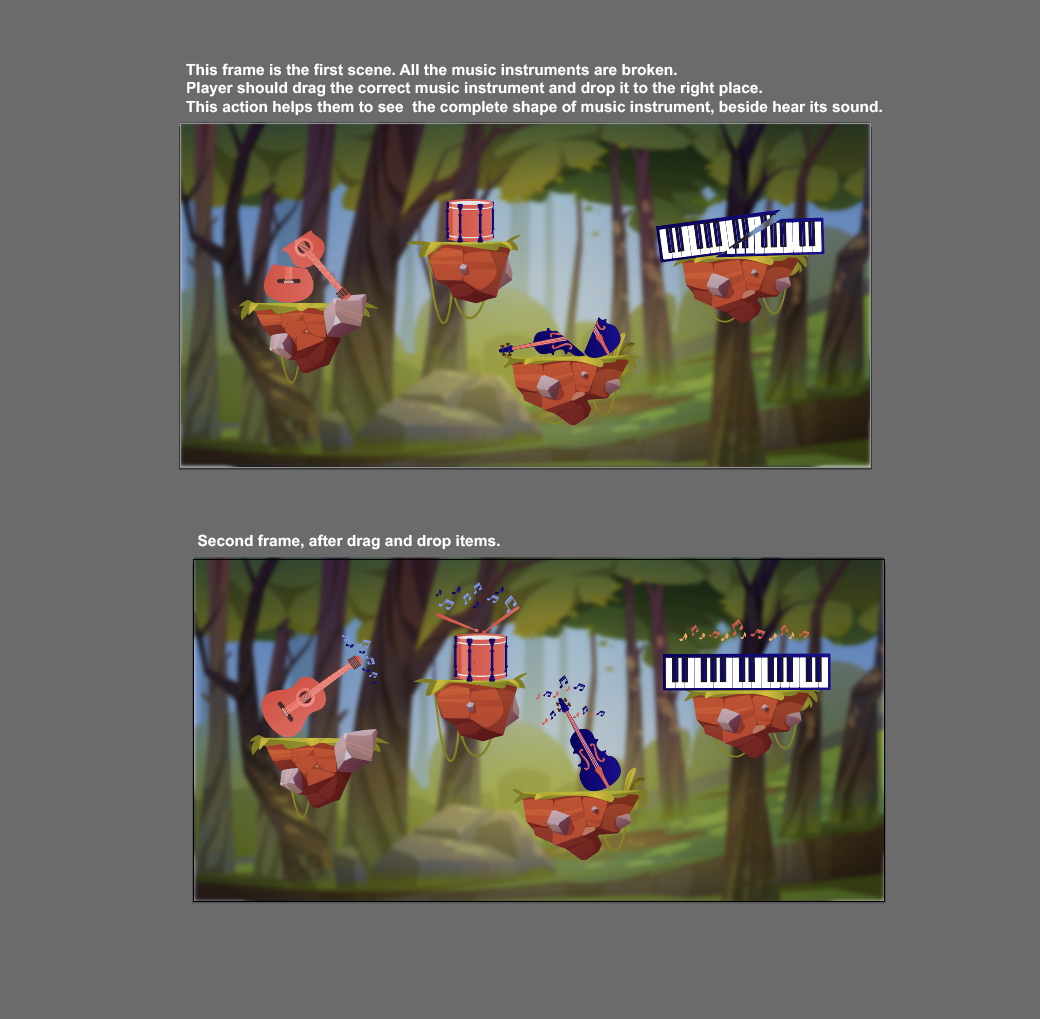 This frame is the first scene. All the music instruments are broken.
Player should drag the correct music instrument and drop it to the right place.
This action helps them to see  the complete shape of music instrument, beside hear its sound.
Second frame, after drag and drop items.